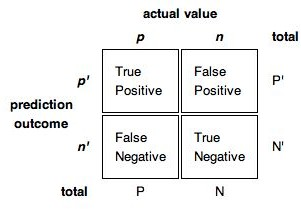 actual value
p n total
p' True Positive False Positive P'
prediction outcome
n' False Negative True Negative N'
total P N